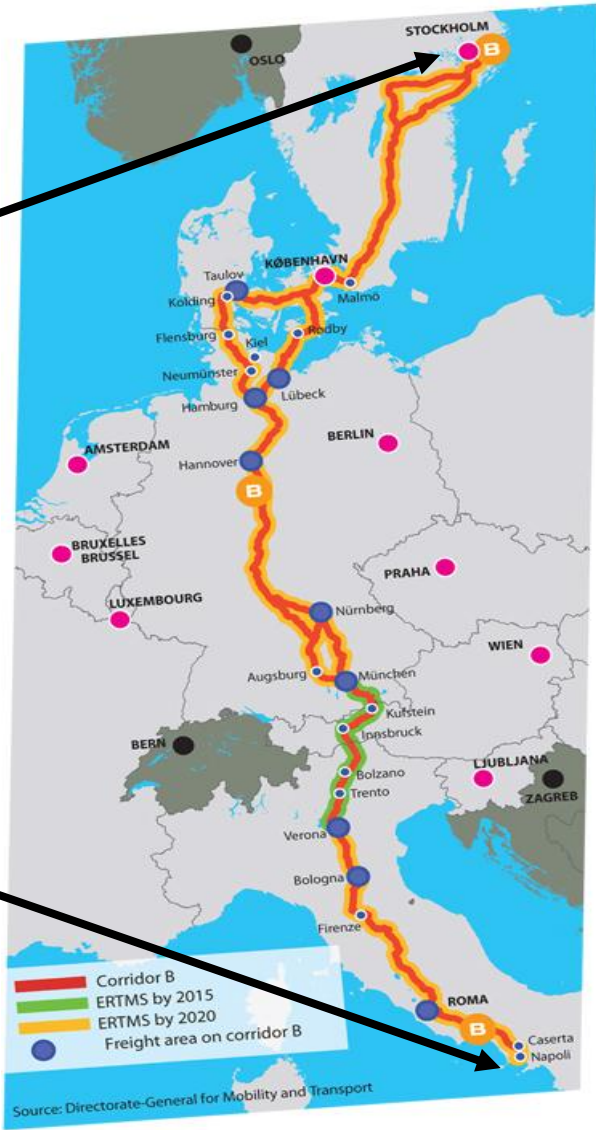 STOCKHOLM
B
OSLO
KØBENHAVN
Taulov
Kolding
Malmö
Flensburg
Rodby
Kiel
Neumünster
Lübeck
Hamburg
AMSTERDAM
BERLIN
Hannover
B
BRUXELLES
BRÜSSEL
PRAHA
LUXEMBOURG
Nürnberg
WIEN
Augsburg
München
Kufstein
BERN
Innsbruck
LJUBLJANA
Bolzano
ZAGREB
Trento
Verona
Bologna
Firenze
Corridor B
ERTMS by 2015
ERTMS by 2020
Freight area on corridor B
ROMA
B
Caserta
Napoli
Source: Directorate-General for Mobility and Transport